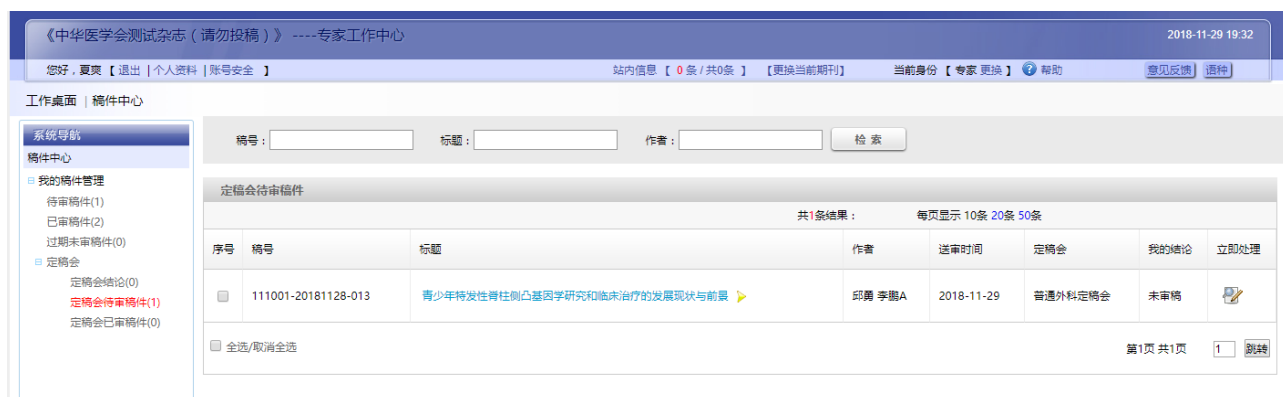 《中华医学会测试杂志(请勿投稿)》 ----专家工作中心 2018-11-29 19:32
您好,夏爽 【 退出 | 个人资料 | 账号安全 】 站内信息 【 0 条 / 共0条 】 【更换当前期刊】 当前身份 【 专家 更换 】 帮助 意见反馈 语种
工作桌面 | 稿件中心
系统导航
稿件中心
我的稿件管理
待审稿件(1)
已审稿件(2)
过期未审稿件(0)
定稿会
定稿会结论(0)
定稿会待审稿件(1)
定稿会已审稿件(0)
稿号: 标题: 作者: 检 索
定稿会待审稿件
共1条结果: 每页显示 10条 20条 50条
序号 稿号 标题 作者 送审时间 定稿会 我的结论 立即处理
111001-20181128-013 青少年特发性脊柱侧凸基因学研究和临床治疗的发展现状与前景 邱勇 李鹏A 2018-11-29 普通外科定稿会 未审稿
全选/取消全选 第1页 共1页 1 跳转